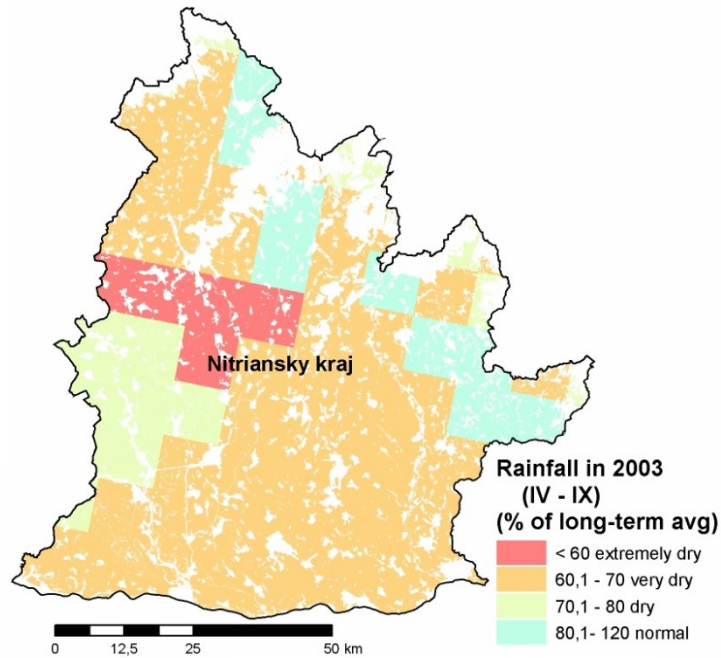 Nitriansky kraj
Rainfall in 2003
(IV - IX)
(% of long-term avg)
< 60 extremely dry
60,1 - 70 very dry
70,1 - 80 dry
80,1- 120 normal
0 12,5 25 50 km